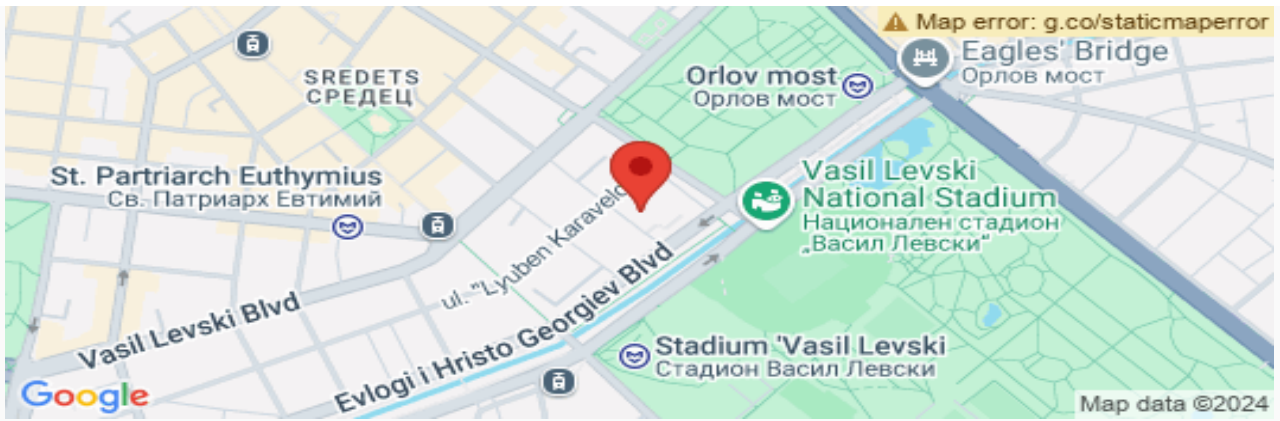 Map error: g.co/staticmaperror
Eagles' Bridge
Орлов мост
Orlov most
Орлов мост
SREDETS
СРЕДЕЦ
St. Partriarch Euthymius
Св. Патриарх Евтимий
Vasil Levski
National Stadium
Национален стадион
„Васил Левски“
ul. "Lyuben Karavelo
Evlogi i Hristo Georgiev Blvd
Vasil Levski Blvd
Stadium 'Vasil Levski
Стадион Васил Левски
Google
Map data ©2024